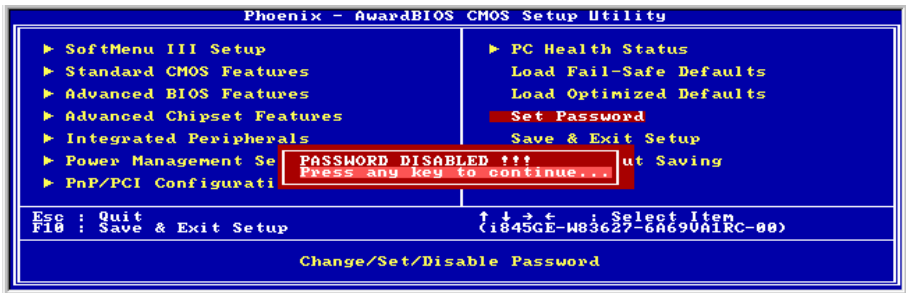 Phoenix - AwardBIOS CMOS Setup Utility
► SoftMenu III Setup
► Standard CMOS Features
► Advanced BIOS Features
► Advanced Chipset Features
► Integrated Peripherals
► Power Management Se
► PnP/PCI Configurati
► PC Health Status
Load Fail-Safe Defaults
Load Optimized Defaults
Set Password
Save & Exit Setup
ut Saving
PASSWORD DISABLED !!!
Press any key to continue...
Esc : Quit
F10 : Save & Exit Setup
↑ ↓ → ← : Select Item
(i845GE-W83627-6A69VA1RC-00)
Change/Set/Disable Password